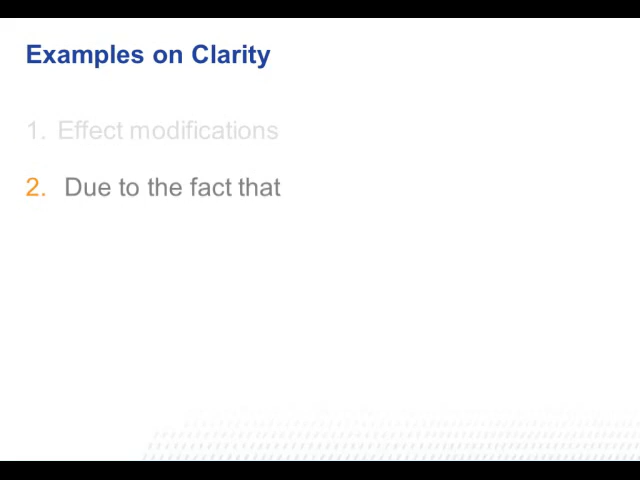 Examples on Clarity
1. Effect modifications
2. Due to the fact that